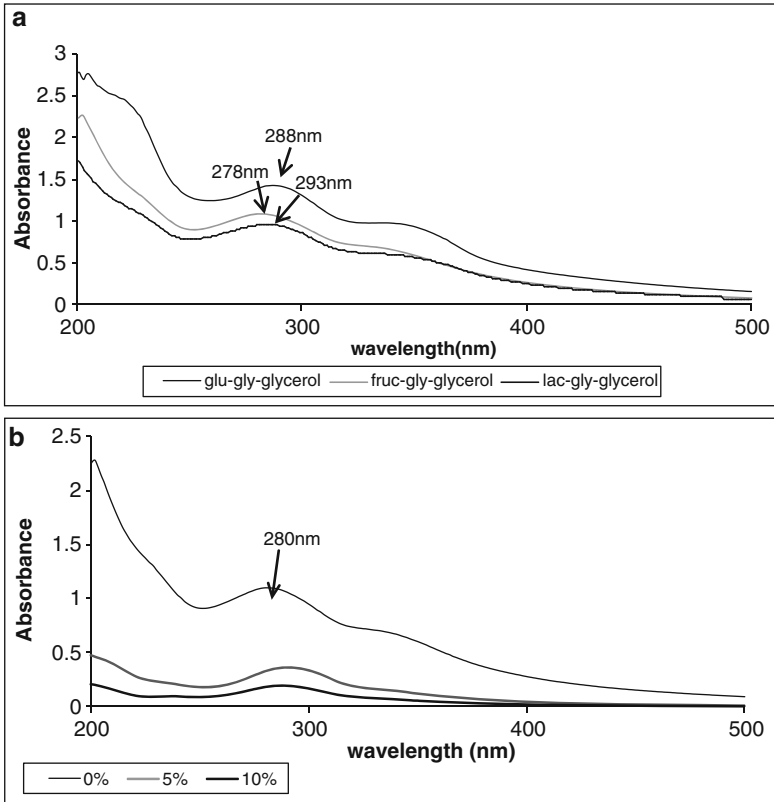 a
3
2.5
2
1.5
1
0.5
0
Absorbance
288nm
278nm
293nm
200 300 400 500
wavelength(nm)
glu-gly-glycerol fruc-gly-glycerol lac-gly-glycerol
b
2.5
2
1.5
1
0.5
0
Absorbance
280nm
200 300 400 500
wavelength (nm)
0% 5% 10%